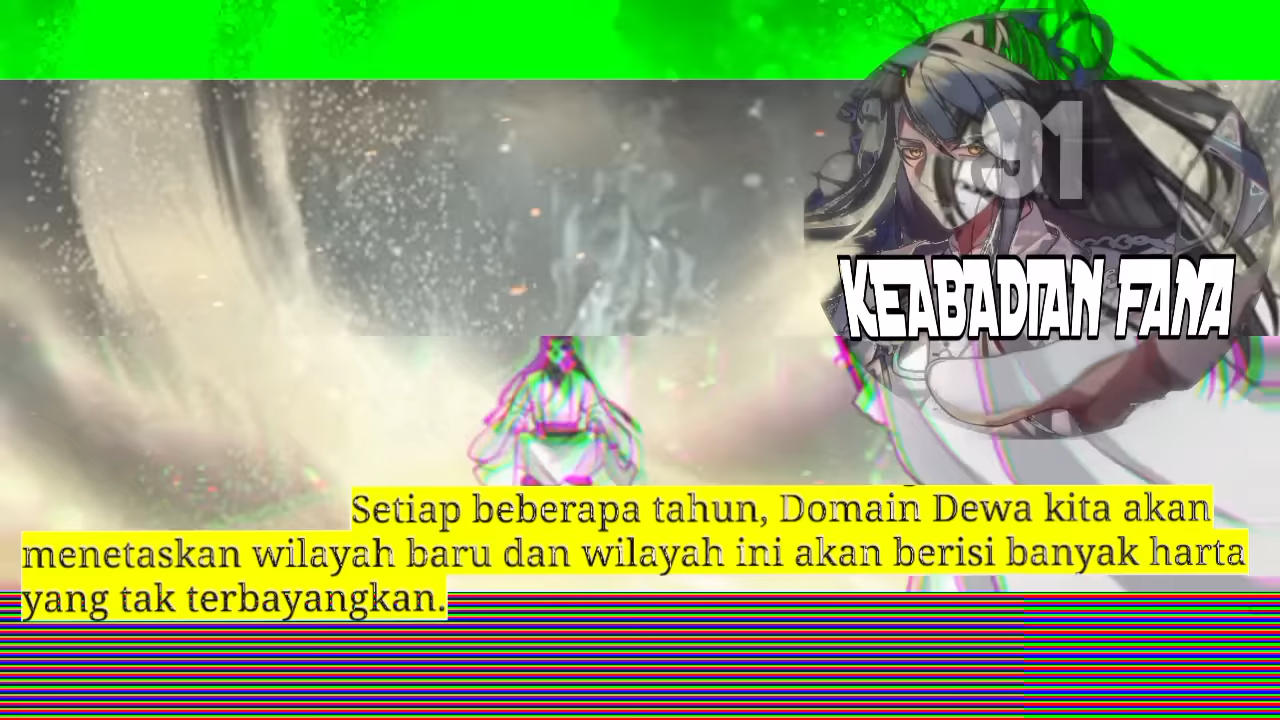 91
KEABADIAN FANA
Setiap beberapa tahun, Domain Dewa kita akan
menetaskan wilayah baru dan wilayah ini akan berisi banyak harta
yang tak terbayangkan.